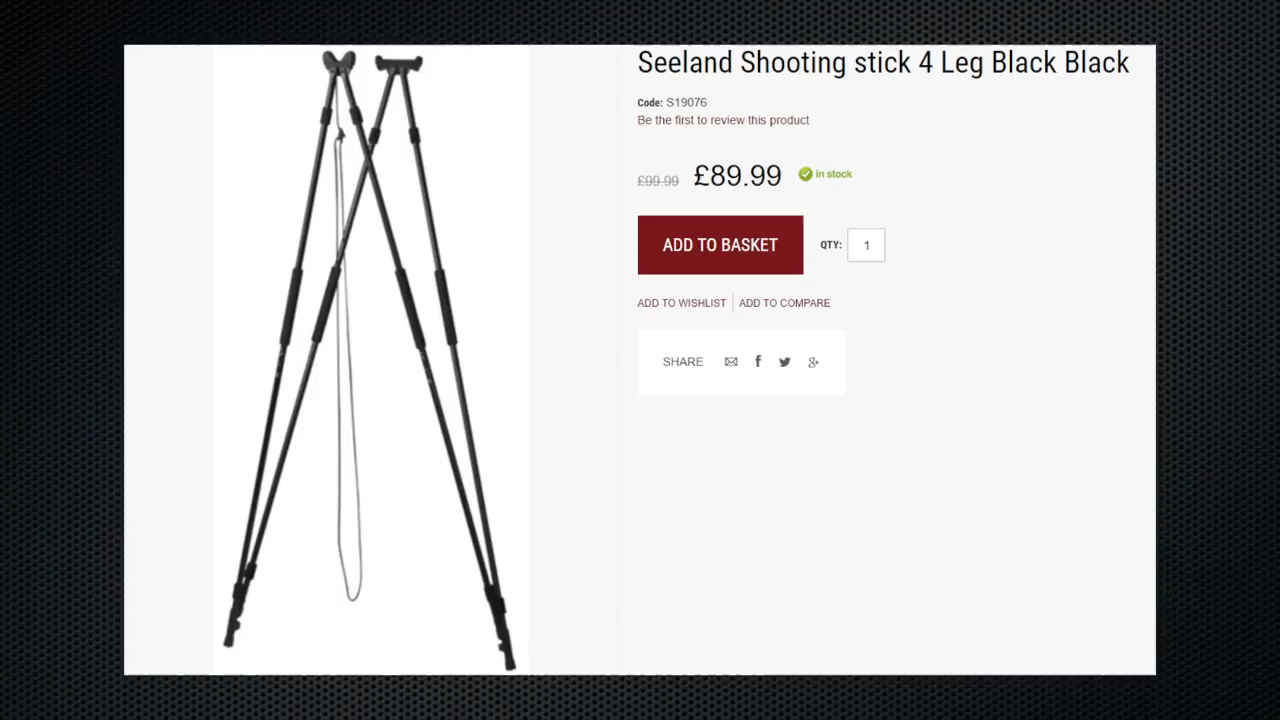 Seeland Shooting stick 4 Leg Black Black
Code: S19076
Be the first to review this product
£99.99 £89.99 in stock
ADD TO BASKET QTY: 1
ADD TO WISHLIST ADD TO COMPARE
SHARE